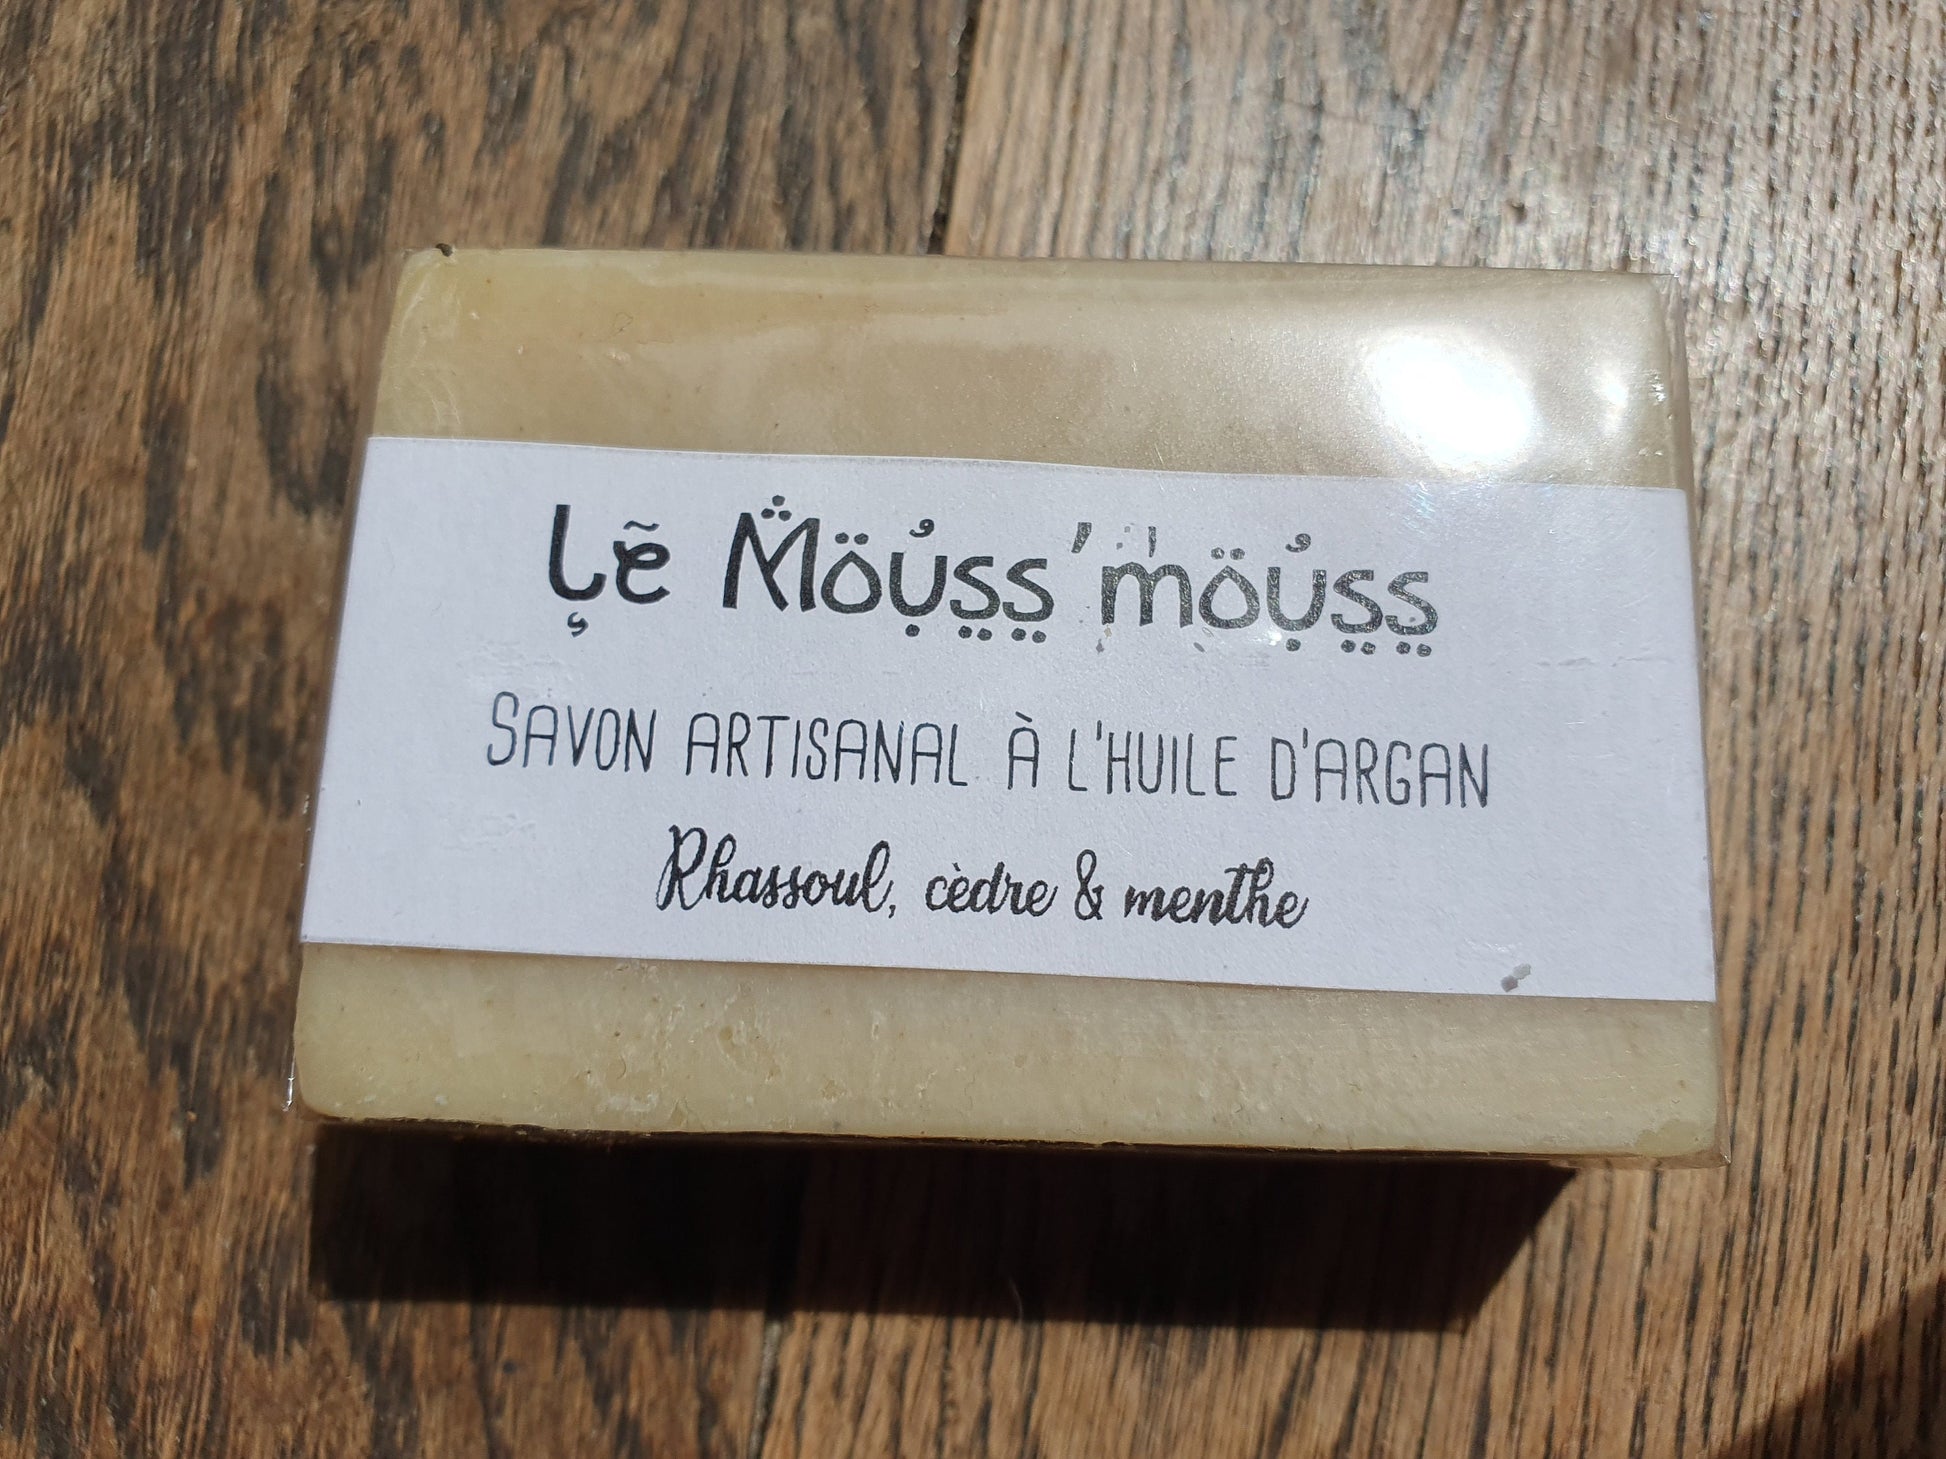 Le Mouss'mouss
SAVON ARTISANAL À L'HUILE D'ARGAN
Rhassoul, cèdre & menthe